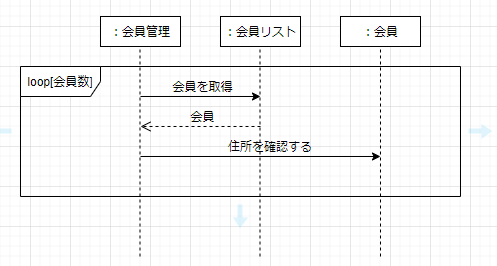 : 会員管理
: 会員リスト
: 会員
loop[会員数]
会員を取得
会員
住所を確認する